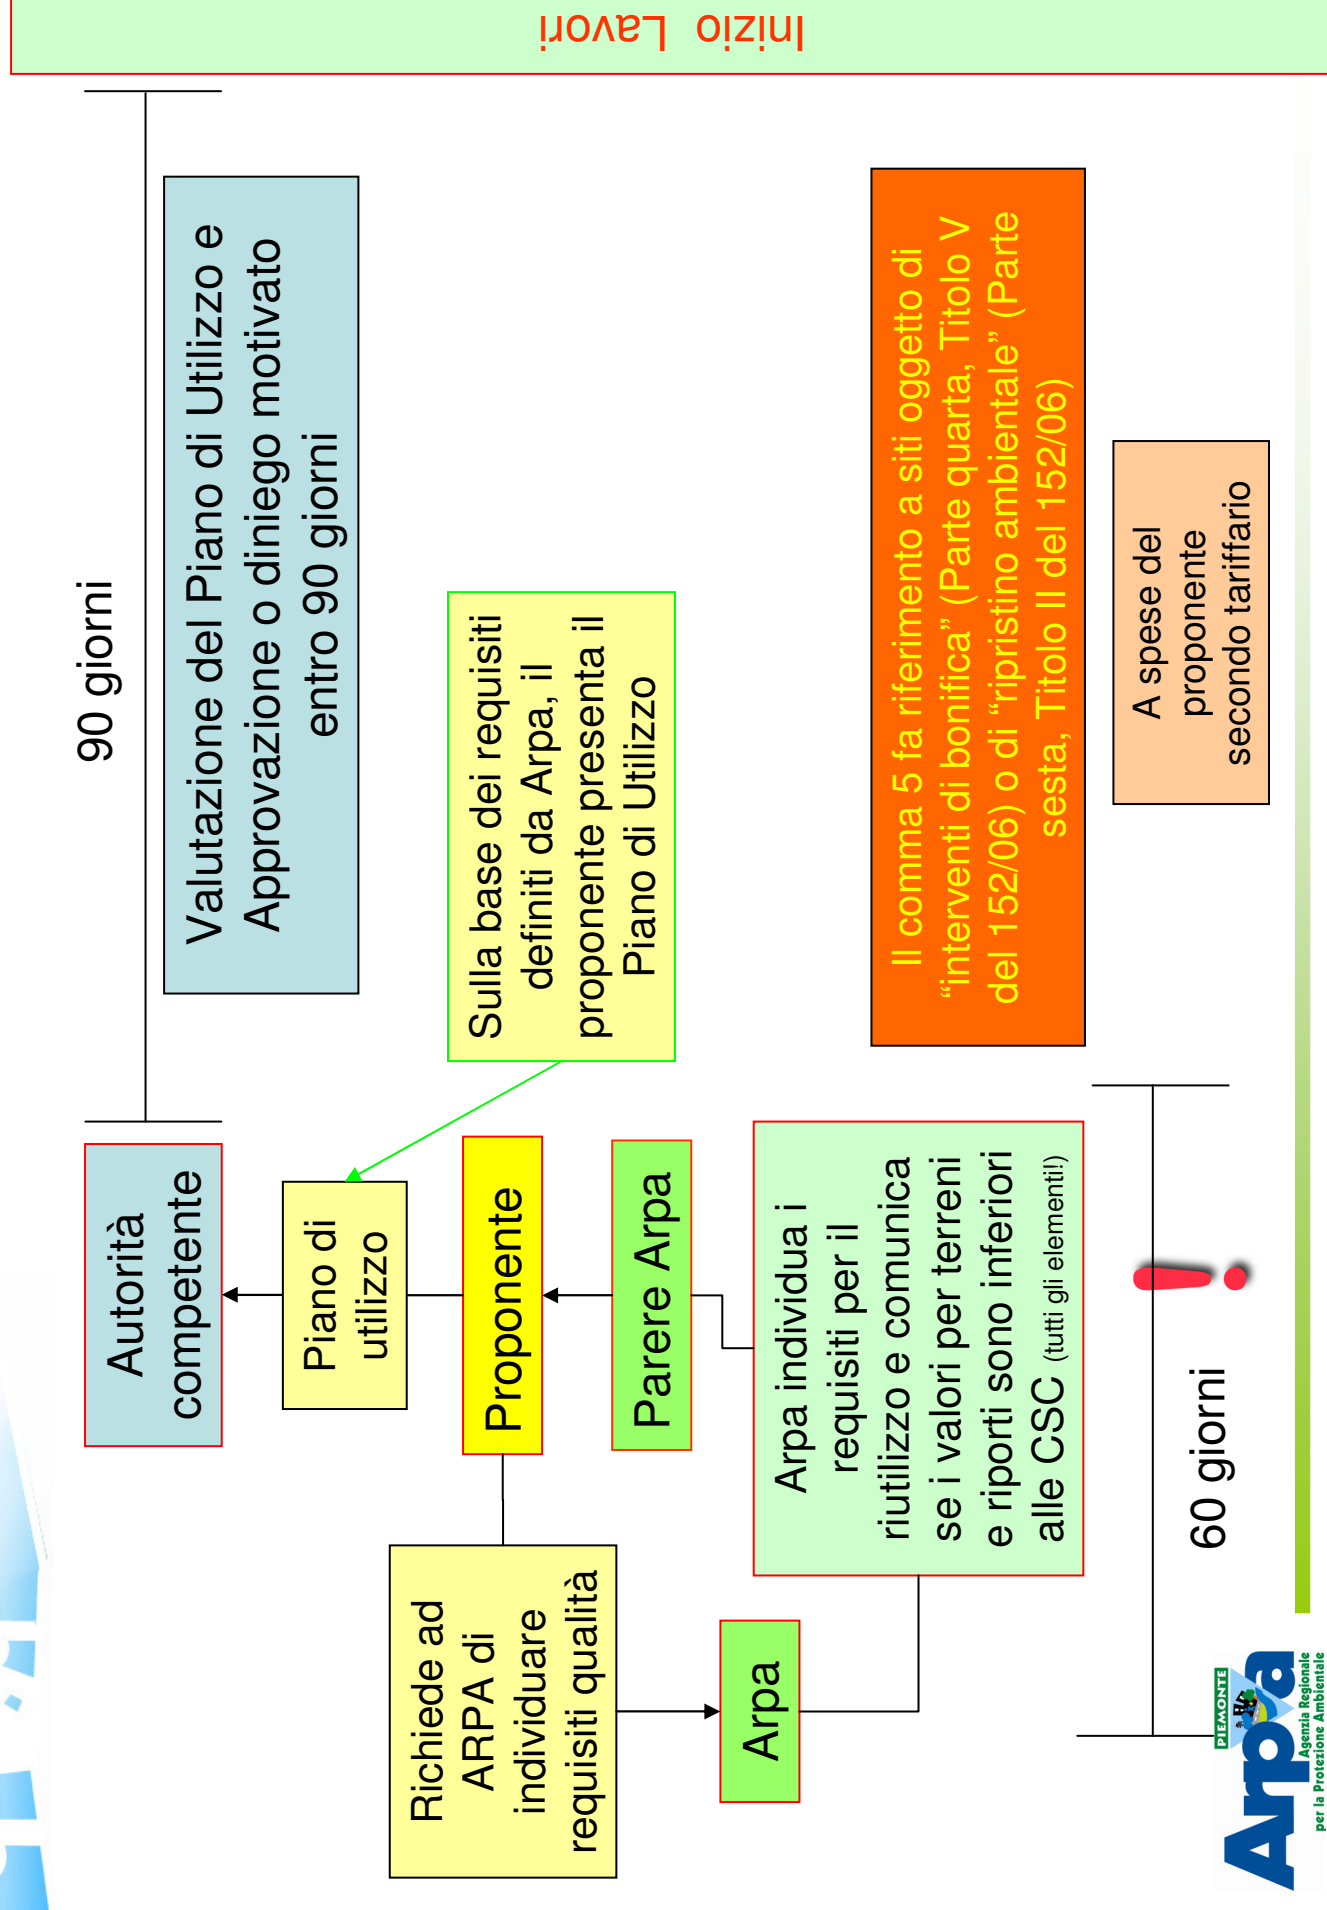 90 giorni
Autorità
competente
Valutazione del Piano di Utilizzo e
Approvazione o diniego motivato
entro 90 giorni
Piano di
utilizzo
Richiede ad
ARPA di
individuare
requisiti qualità
Proponente
Sulla base dei requisiti
definiti da Arpa, il
proponente presenta il
Piano di Utilizzo
Parere Arpa
Arpa
Arpa individua i
requisiti per il
riutilizzo e comunica
se i valori per terreni
e riporti sono inferiori
alle CSC (tutti gli elementi!)
Il comma 5 fa riferimento a siti oggetto di
“interventi di bonifica” (Parte quarta, Titolo V
del 152/06) o di “ripristino ambientale” (Parte
sesta, Titolo II del 152/06)
!
60 giorni
A spese del
proponente
secondo tariffario
Inizio Lavori
PIEMONTE
Arpa
Agenzia Regionale
per la Protezione Ambientale